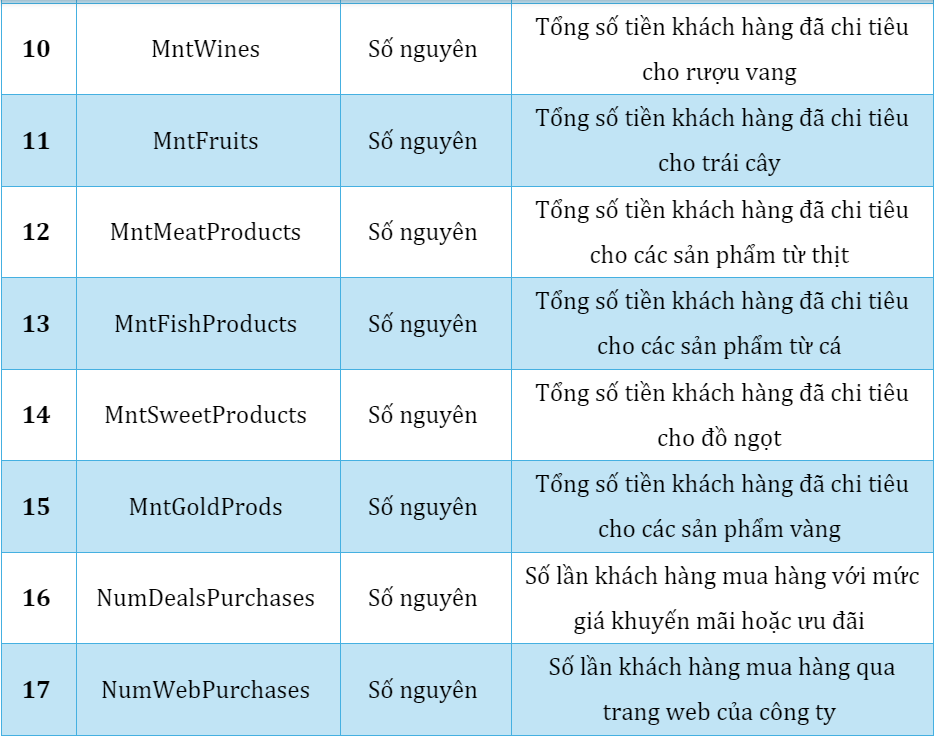 10 MntWines Số nguyên Tổng số tiền khách hàng đã chi tiêu
cho rượu vang
11 MntFruits Số nguyên Tổng số tiền khách hàng đã chi tiêu
cho trái cây
12 MntMeatProducts Số nguyên Tổng số tiền khách hàng đã chi tiêu
cho các sản phẩm từ thịt
13 MntFishProducts Số nguyên Tổng số tiền khách hàng đã chi tiêu
cho các sản phẩm từ cá
14 MntSweetProducts Số nguyên Tổng số tiền khách hàng đã chi tiêu
cho đồ ngọt
15 MntGoldProds Số nguyên Tổng số tiền khách hàng đã chi tiêu
cho các sản phẩm vàng
16 NumDealsPurchases Số nguyên Số lần khách hàng mua hàng với mức
giá khuyến mãi hoặc ưu đãi
17 NumWebPurchases Số nguyên Số lần khách hàng mua hàng qua
trang web của công ty